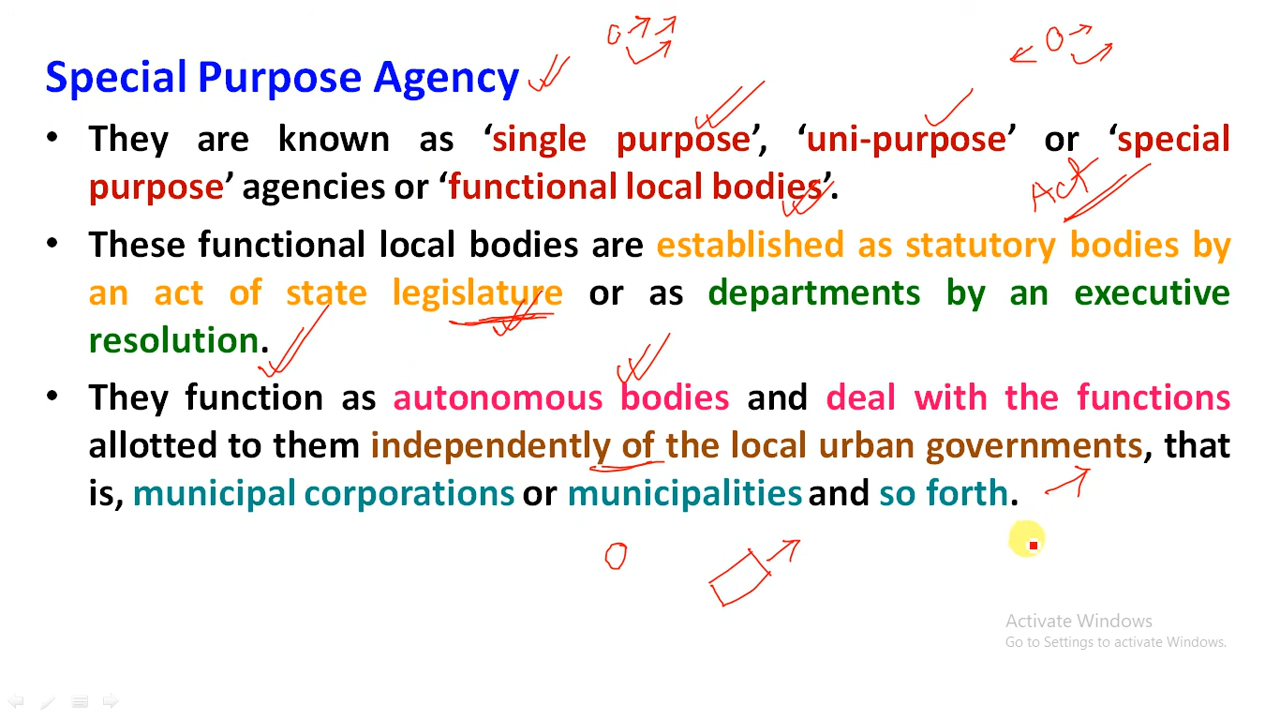 Special Purpose Agency
• They are known as ‘single purpose’, ‘uni-purpose’ or ‘special
purpose’ agencies or ‘functional local bodies’.
Act
• These functional local bodies are established as statutory bodies by
an act of state legislature or as departments by an executive
resolution.
• They function as autonomous bodies and deal with the functions
allotted to them independently of the local urban governments, that
is, municipal corporations or municipalities and so forth.
Activate Windows
Go to Settings to activate Windows.